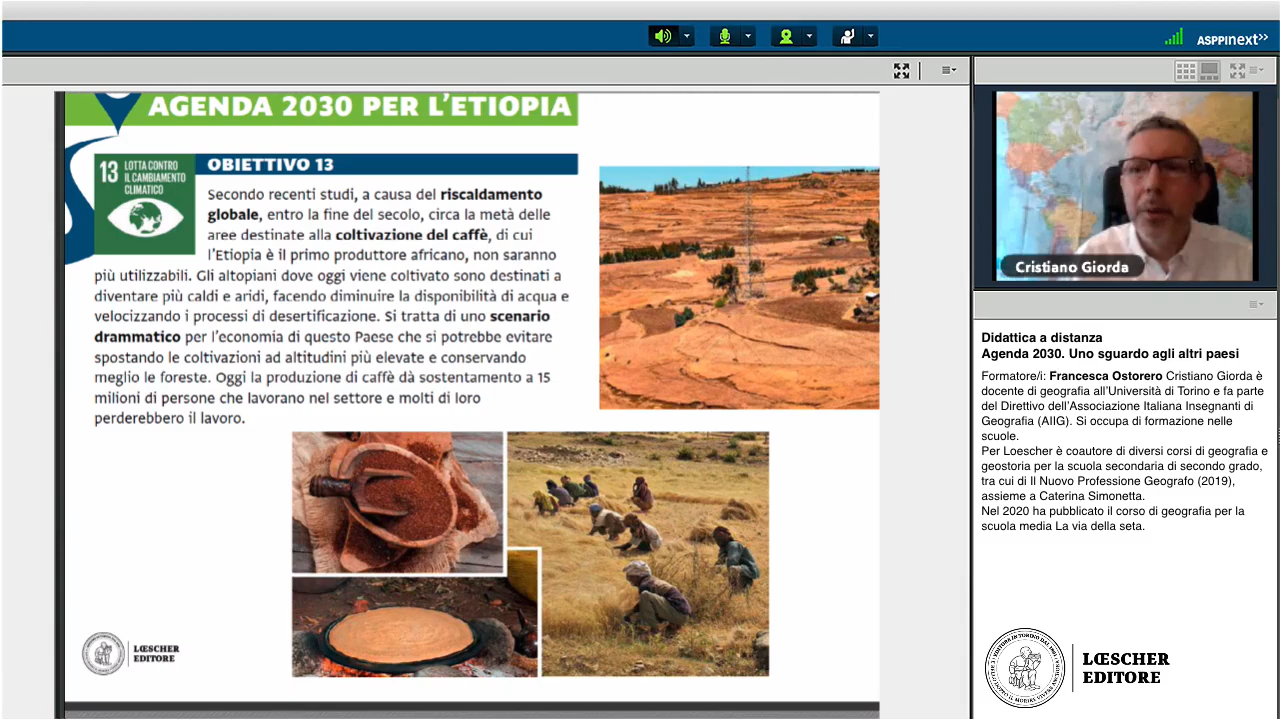 ASPPInext
AGENDA 2030 PER L'ETIOPIA
13 LOTTA CONTRO
IL CAMBIAMENTO
CLIMATICO
OBIETTIVO 13
Secondo recenti studi, a causa del riscaldamento
globale, entro la fine del secolo, circa la metà delle
aree destinate alla coltivazione del caffè, di cui
l'Etiopia è il primo produttore africano, non saranno
più utilizzabili. Gli altopiani dove oggi viene coltivato sono destinati a
diventare più caldi e aridi, facendo diminuire la disponibilità di acqua e
velocizzando i processi di desertificazione. Si tratta di uno scenario
drammatico per l'economia di questo Paese che si potrebbe evitare
spostando le coltivazioni ad altitudini più elevate e conservando
meglio le foreste. Oggi la produzione di caffè dà sostentamento a 15
milioni di persone che lavorano nel settore e molti di loro
perderebbero il lavoro.
LŒSCHER
EDITORE
Cristiano Giorda
Didattica a distanza
Agenda 2030. Uno sguardo agli altri paesi
Formatore/i: Francesca Ostorero Cristiano Giorda è
docente di geografia all'Università di Torino e fa parte
del Direttivo dell'Associazione Italiana Insegnanti di
Geografia (AIIG). Si occupa di formazione nelle
scuole.
Per Loescher è coautore di diversi corsi di geografia e
geostoria per la scuola secondaria di secondo grado,
tra cui di Il Nuovo Professione Geografo (2019),
assieme a Caterina Simonetta.
Nel 2020 ha pubblicato il corso di geografia per la
scuola media La via della seta.
LŒSCHER
EDITORE